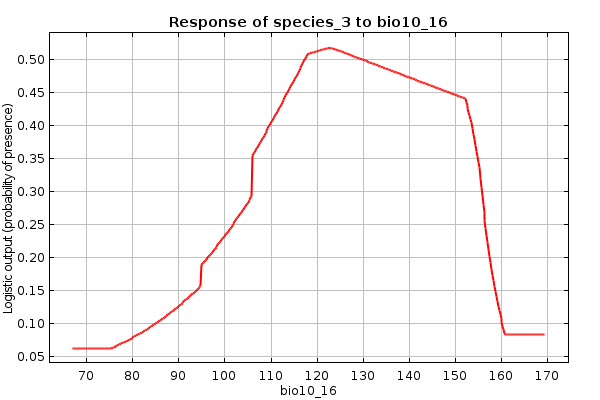 Response of species_3 to bio10_16
Logistic output (probability of presence)
0.50
0.45
0.40
0.35
0.30
0.25
0.20
0.15
0.10
0.05
70 80 90 100 110 120 130 140 150 160 170
bio10_16